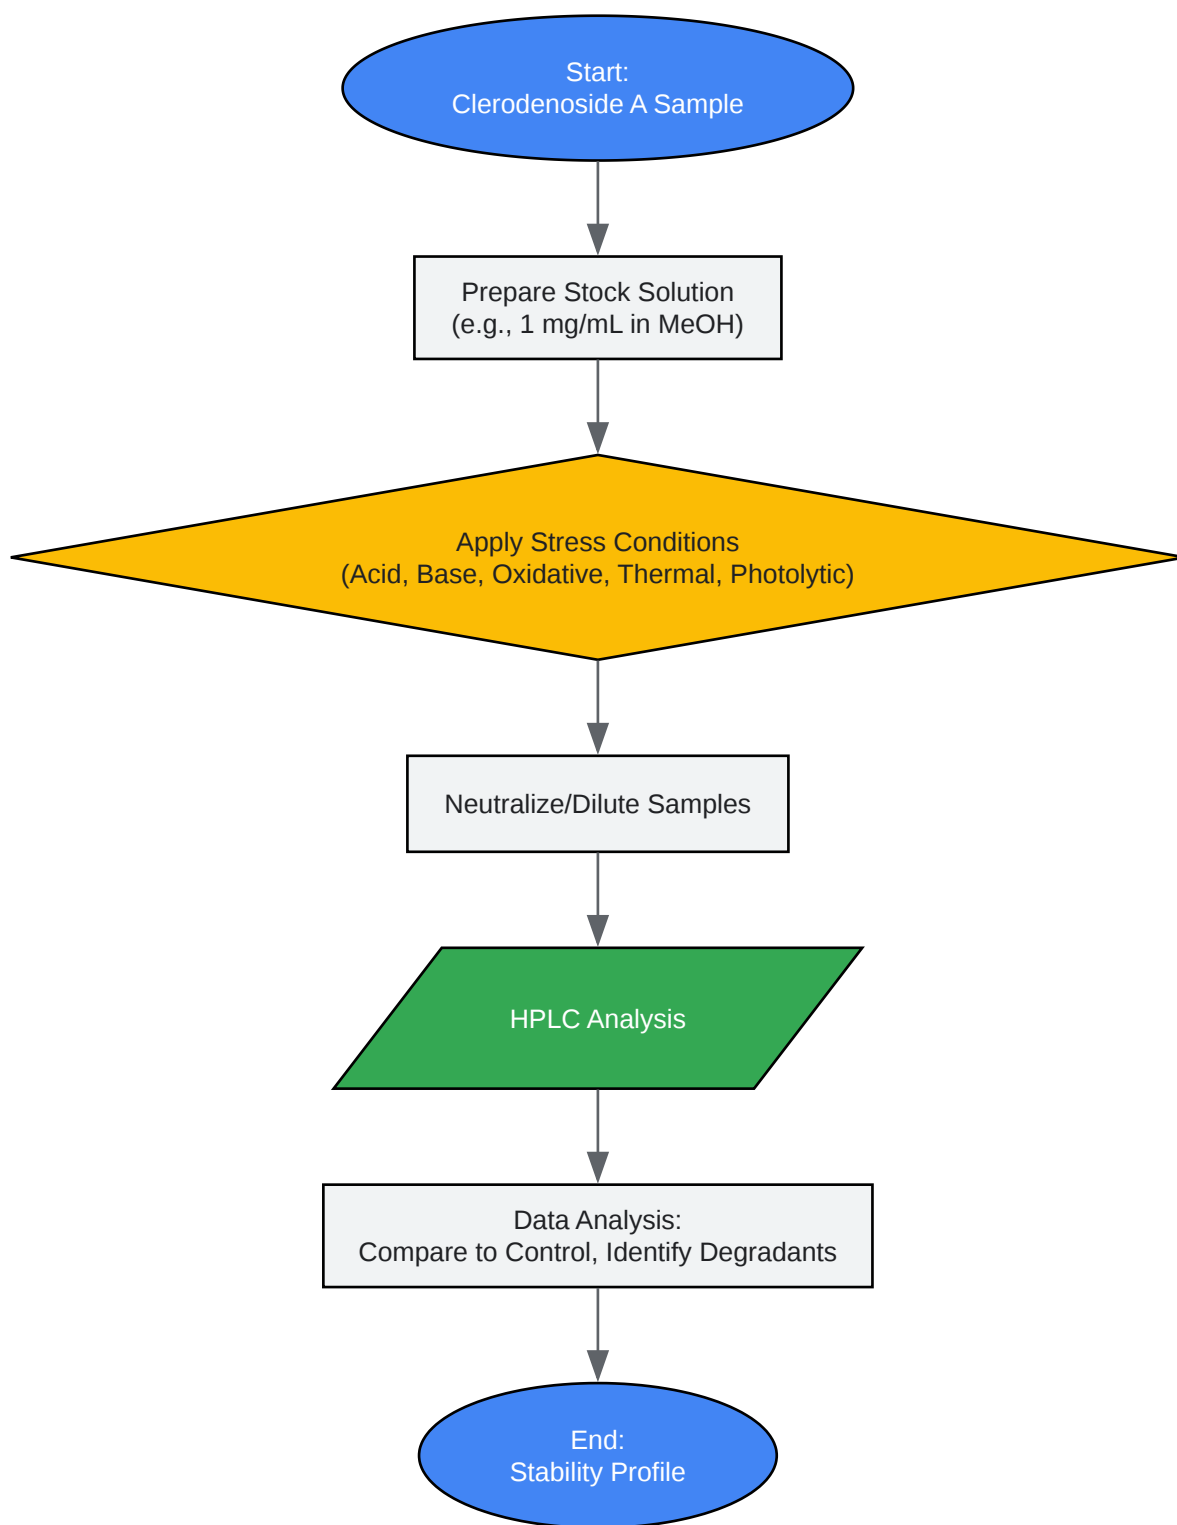 Start:
Clerodenoside A Sample
Prepare Stock Solution
(e.g., 1 mg/mL in MeOH)
Apply Stress Conditions
(Acid, Base, Oxidative, Thermal, Photolytic)
Neutralize/Dilute Samples
HPLC Analysis
Data Analysis:
Compare to Control, Identify Degradants
End:
Stability Profile